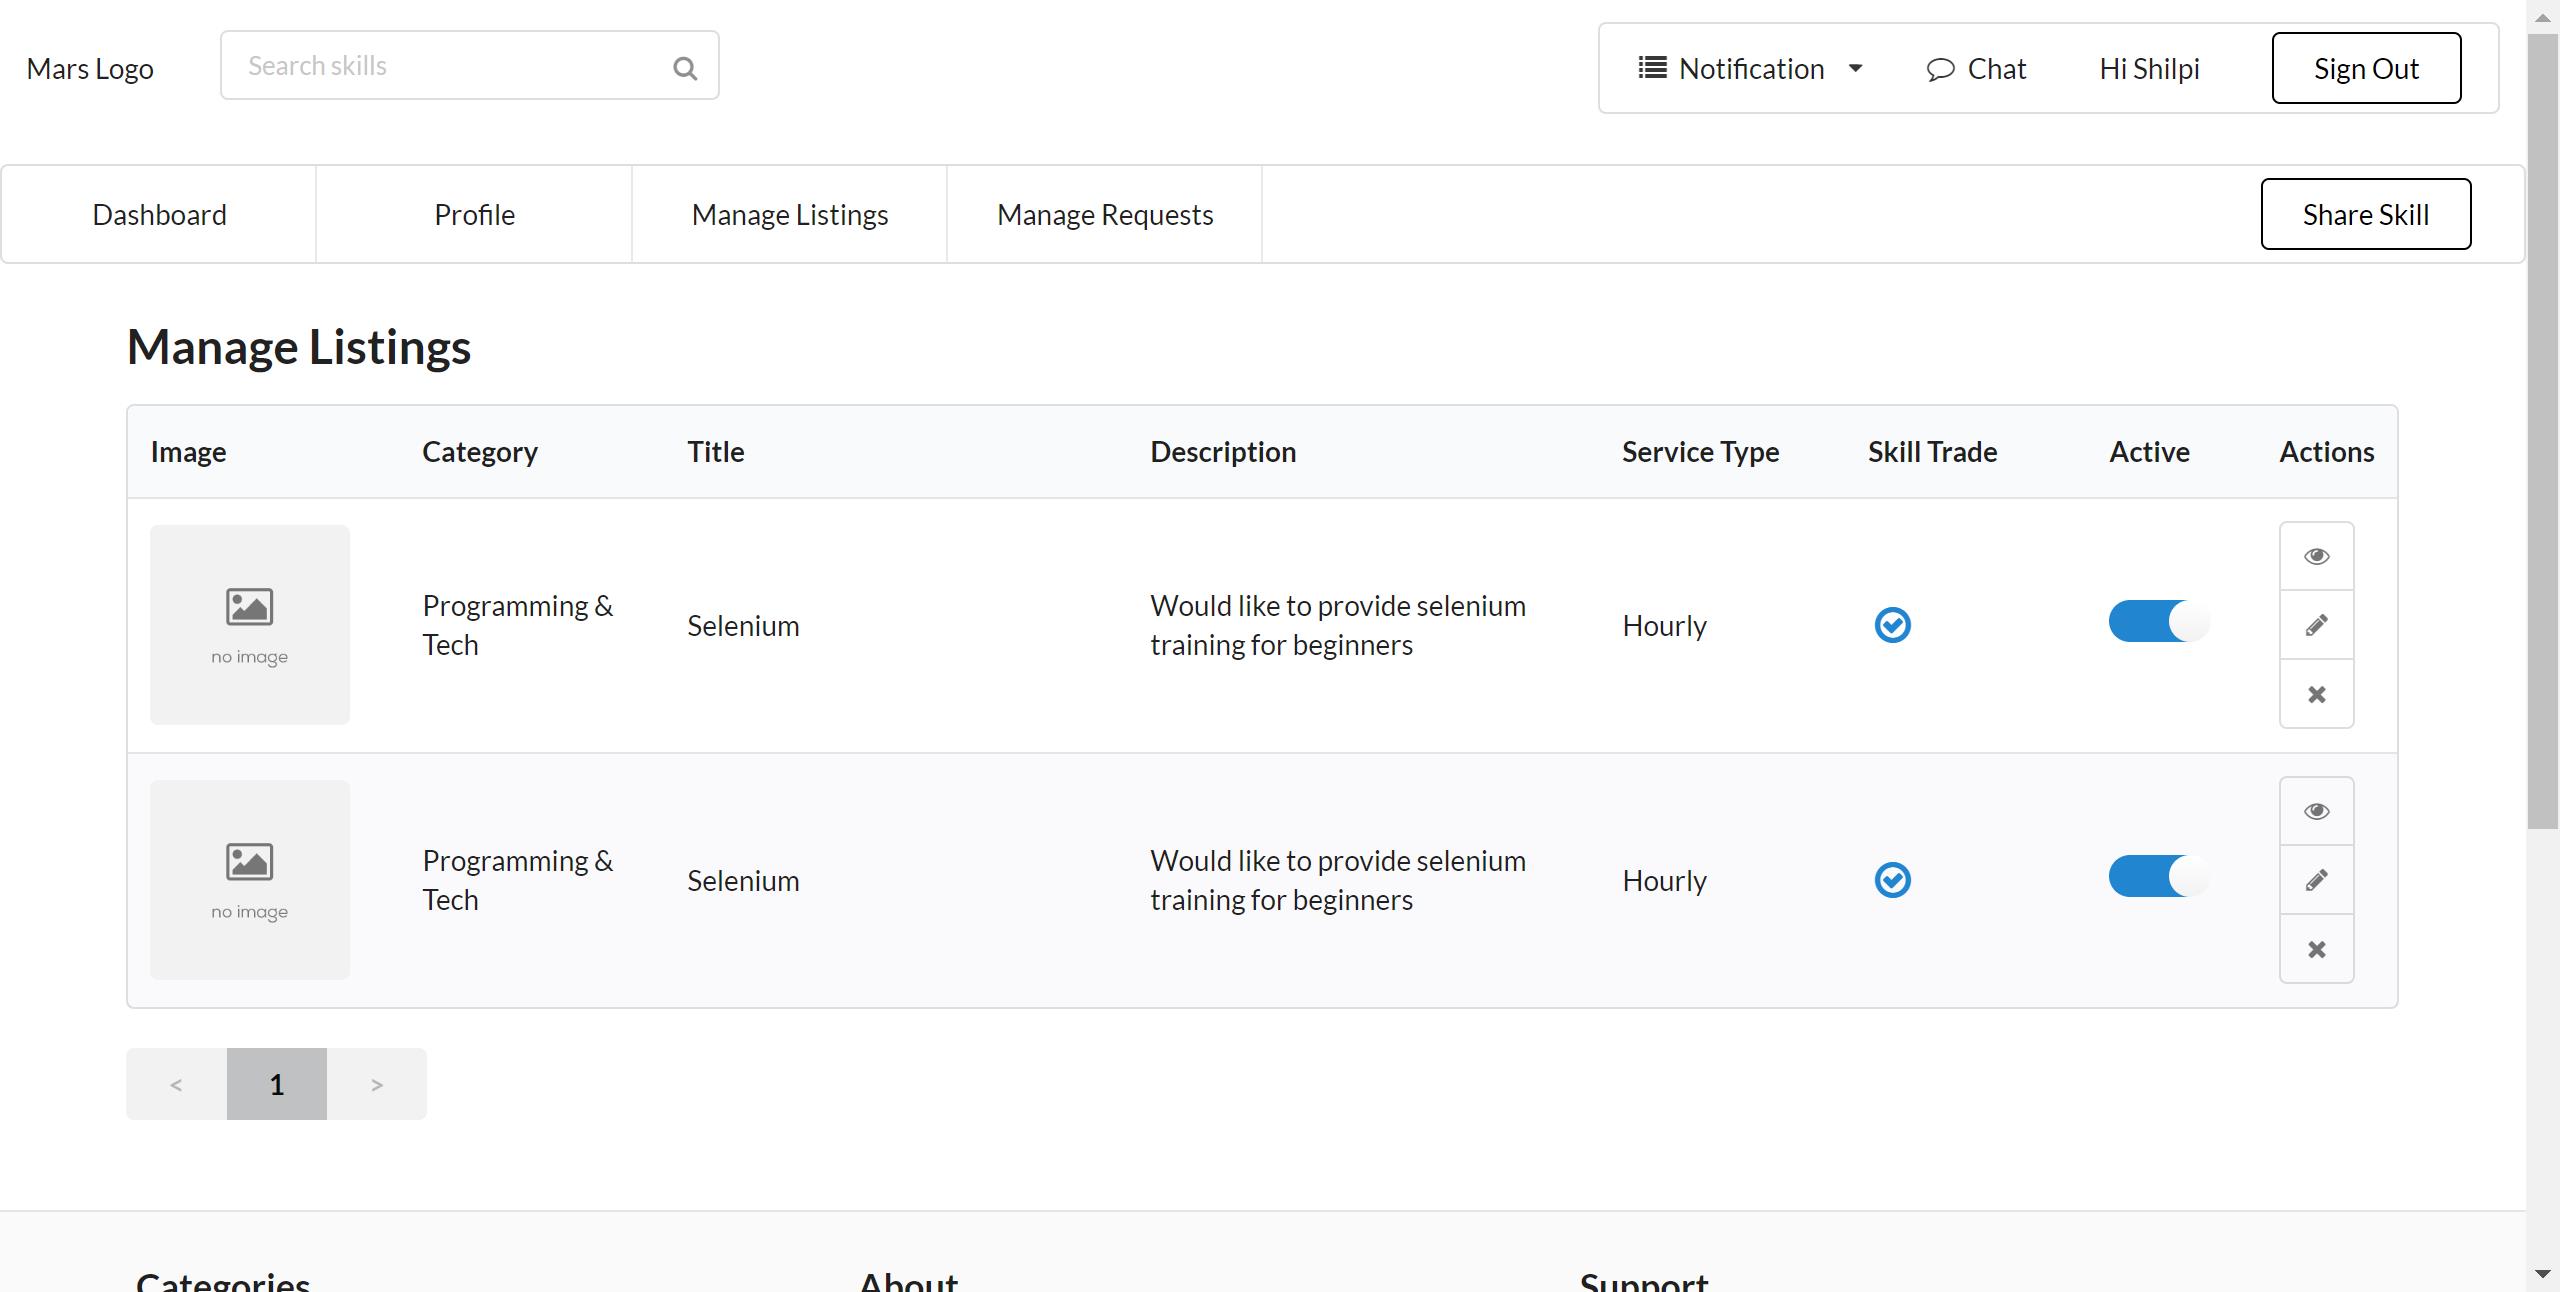 Mars Logo
Search skills
Notification
Chat
Hi Shilpi
Sign Out
Dashboard
Profile
Manage Listings
Manage Requests
Share Skill
Manage Listings
Image Category Title Description Service Type Skill Trade Active Actions
no image
Programming &
Tech
Selenium
Would like to provide selenium
training for beginners
Hourly
no image
Programming &
Tech
Selenium
Would like to provide selenium
training for beginners
Hourly
< 1 >
Categories
About
Support